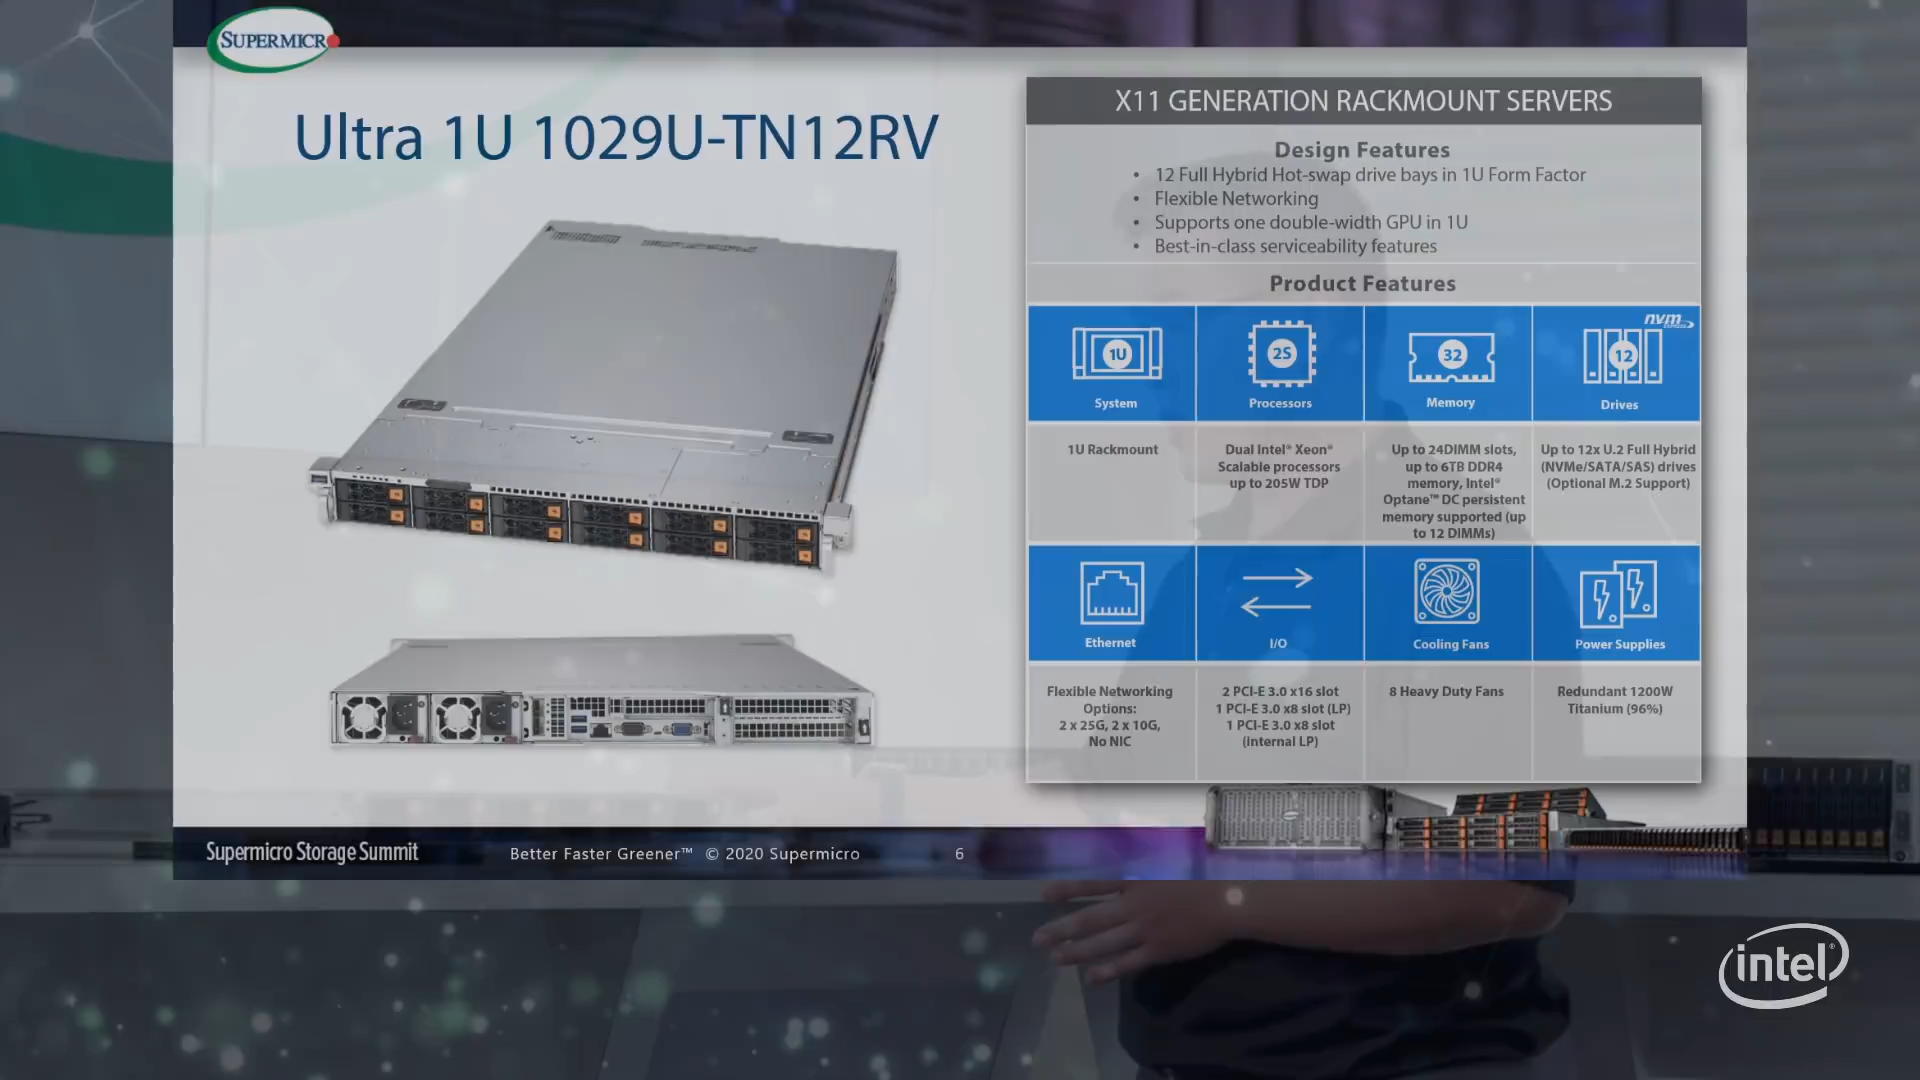 SUPERMICRO
Ultra 1U 1029U-TN12RV
X11 GENERATION RACKMOUNT SERVERS
Design Features
• 12 Full Hybrid Hot-swap drive bays in 1U Form Factor
• Flexible Networking
• Supports one double-width GPU in 1U
• Best-in-class serviceability features
Product Features
1U
System
2S
Processors
32
Memory
nvm
EXPRESS
12
Drives
1U Rackmount
Dual Intel® Xeon®
Scalable processors
up to 205W TDP
Up to 24DIMM slots,
up to 6TB DDR4
memory, Intel®
Optane™ DC persistent
memory supported (up
to 12 DIMMs)
Up to 12x U.2 Full Hybrid
(NVMe/SATA/SAS) drives
(Optional M.2 Support)
Ethernet
I/O
Cooling Fans
Power Supplies
Flexible Networking
Options:
2 x 25G, 2 x 10G,
No NIC
2 PCI-E 3.0 x16 slot
1 PCI-E 3.0 x8 slot (LP)
1 PCI-E 3.0 x8 slot
(internal LP)
8 Heavy Duty Fans
Redundant 1200W
Titanium (96%)
Supermicro Storage Summit
Better Faster Greener™ © 2020 Supermicro
6
intel®